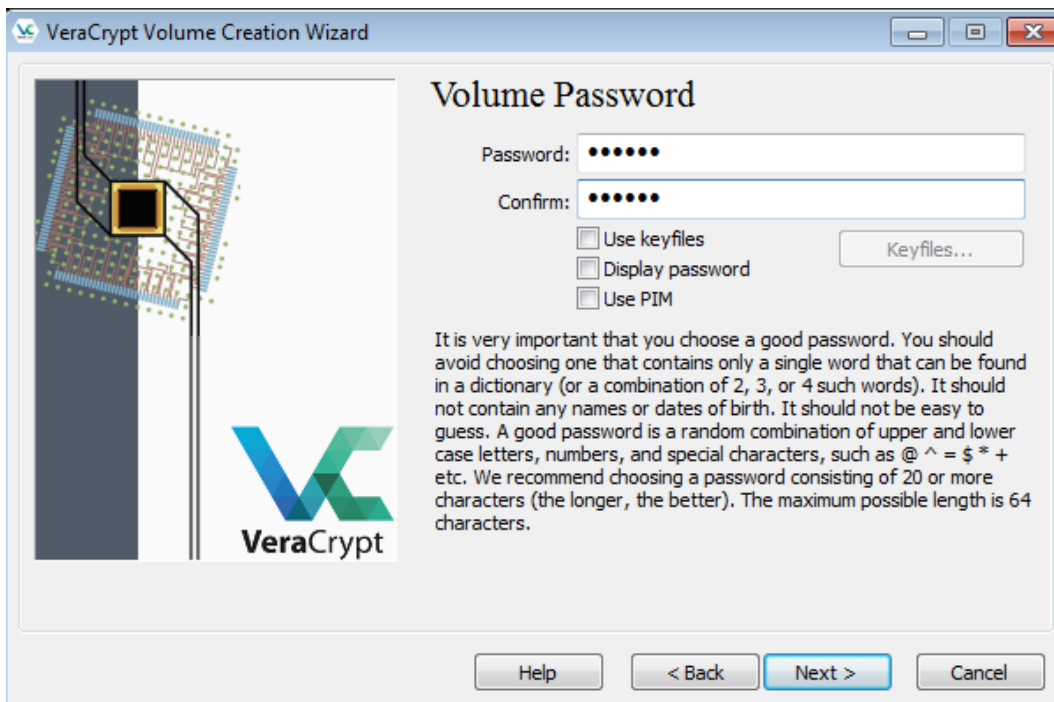 VeraCrypt Volume Creation Wizard
Volume Password
Password: ••••••
Confirm: ••••••
Use keyfiles
Keyfiles...
Display password
Use PIM
It is very important that you choose a good password. You should
avoid choosing one that contains only a single word that can be found
in a dictionary (or a combination of 2, 3, or 4 such words). It should
not contain any names or dates of birth. It should not be easy to
guess. A good password is a random combination of upper and lower
case letters, numbers, and special characters, such as @ ^ = $ * +
etc. We recommend choosing a password consisting of 20 or more
characters (the longer, the better). The maximum possible length is 64
characters.
VeraCrypt
Help
< Back
Next >
Cancel